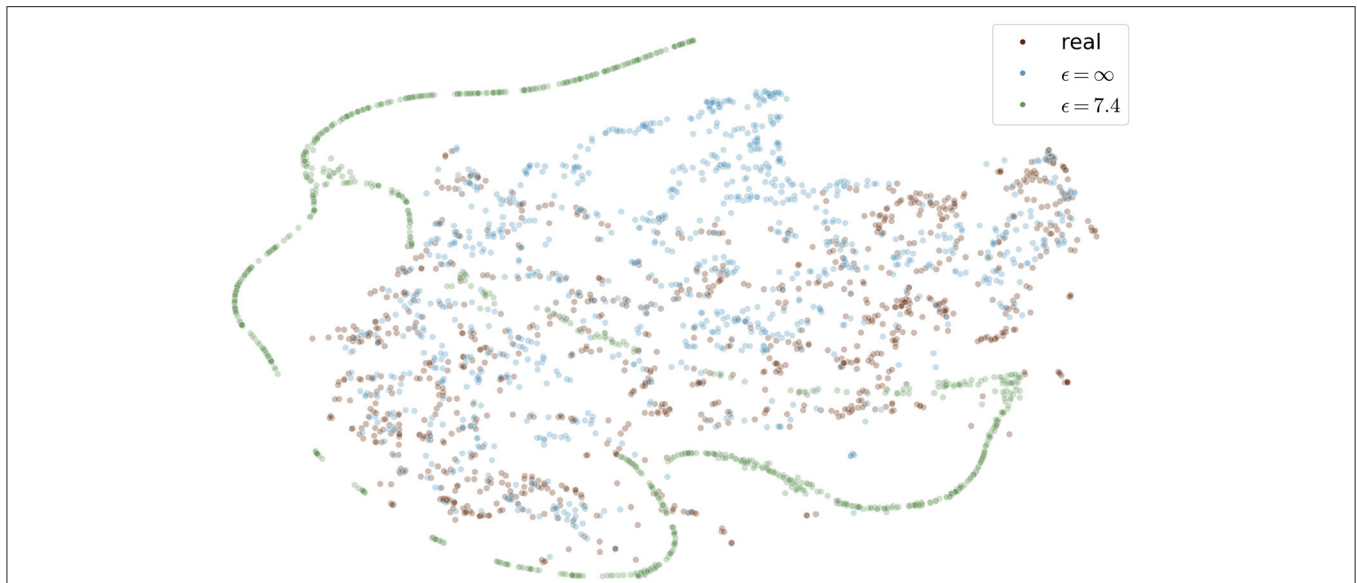 real
ϵ = ∞
ϵ = 7.4